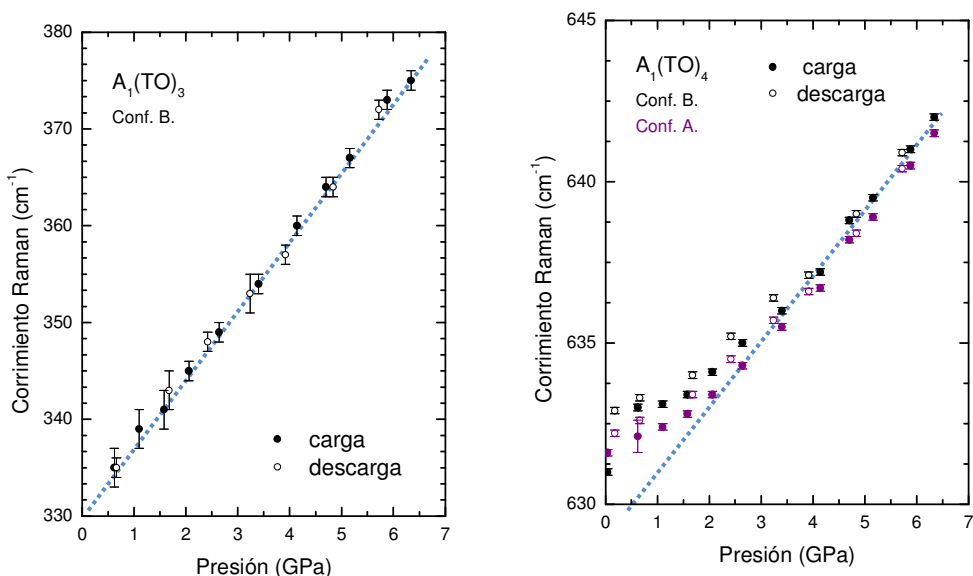 A₁(TO)₃
Conf. B.
carga
descarga
380
370
360
350
340
330
0 1 2 3 4 5 6 7
Corrimiento Raman (cm⁻¹)
Presión (GPa)
A₁(TO)₄
Conf. B.
Conf. A.
carga
descarga
645
640
635
630
0 1 2 3 4 5 6 7
Corrimiento Raman (cm⁻¹)
Presión (GPa)